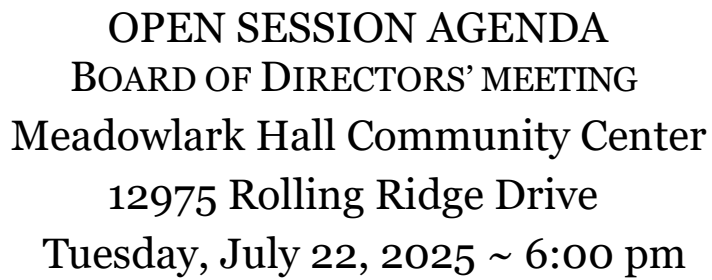 OPEN SESSION AGENDA
BOARD OF DIRECTORS’ MEETING
Meadowlark Hall Community Center
12975 Rolling Ridge Drive
Tuesday, July 22, 2025 ~ 6:00 pm